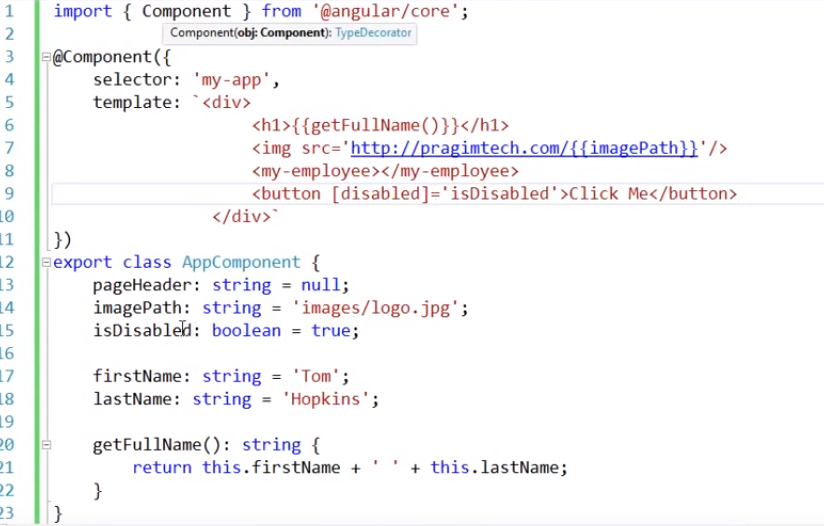 1 import { Component } from '@angular/core';
2 Component(obj: Component): TypeDecorator
3 @Component({
4 selector: 'my-app',
5 template: `<div>
6 <h1>{{getFullName()}}</h1>
7 <img src='http://pragimtech.com/{{imagePath}}'/>
8 <my-employee></my-employee>
9 <button [disabled]='isDisabled'>Click Me</button>
10 </div>`
11 })
12 export class AppComponent {
13 pageHeader: string = null;
14 imagePath: string = 'images/logo.jpg';
15 isDisabled: boolean = true;
16
17 firstName: string = 'Tom';
18 lastName: string = 'Hopkins';
19
20 getFullName(): string {
21 return this.firstName + ' ' + this.lastName;
22 }
23 }